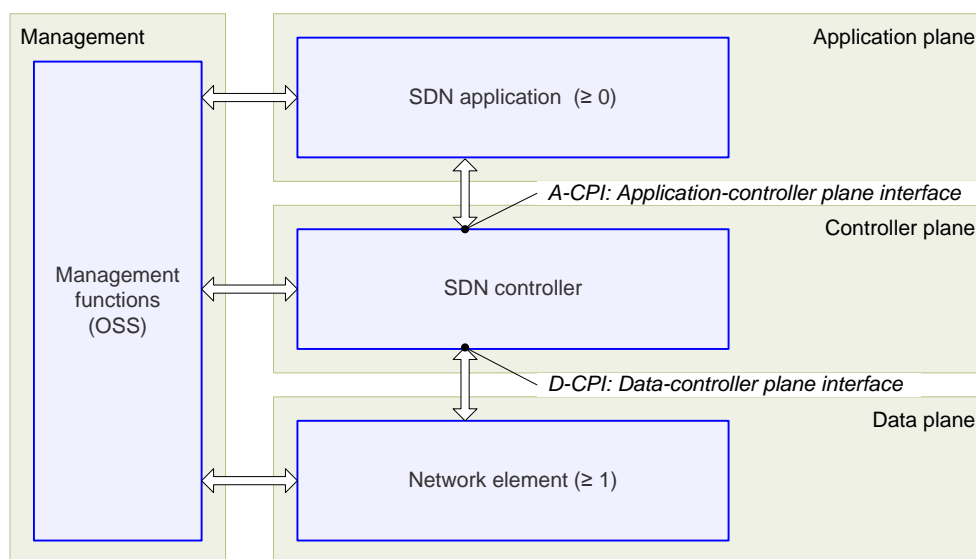 Management
Application plane
SDN application (≥ 0)
A-CPI: Application-controller plane interface
Controller plane
Management
functions
(OSS)
SDN controller
D-CPI: Data-controller plane interface
Data plane
Network element (≥ 1)